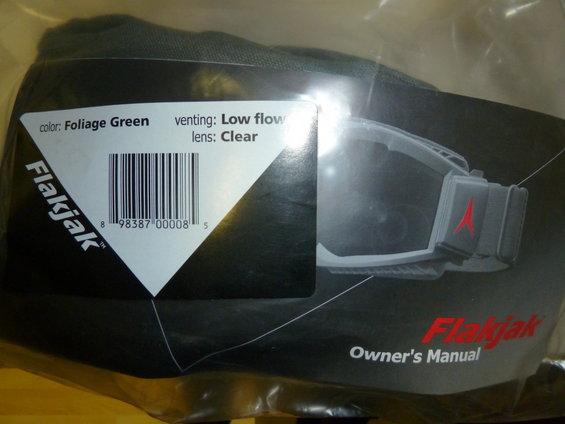 color: Foliage Green venting: Low flow
lens: Clear
Flakjak™
8 98387 00008 5
Flakjak
Owner's Manual